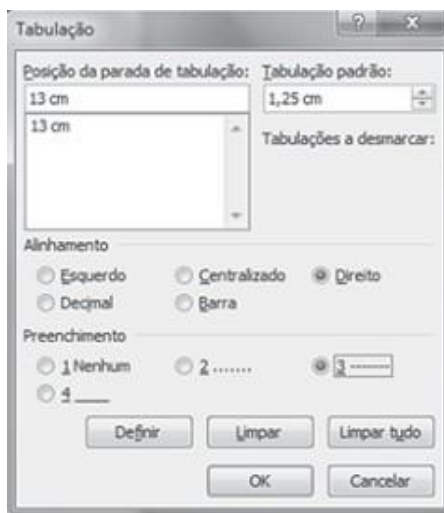 Tabulação
Posição da parada de tabulação: Tabulação padrão:
13 cm 1,25 cm
13 cm
Tabulações a desmarcar:
Alinhamento
Esquerdo Centralizado Direito
Decimal Barra
Preenchimento
1 Nenhum 2 ....... 3 -------
4 ___
Definir Limpar Limpar tudo
OK Cancelar